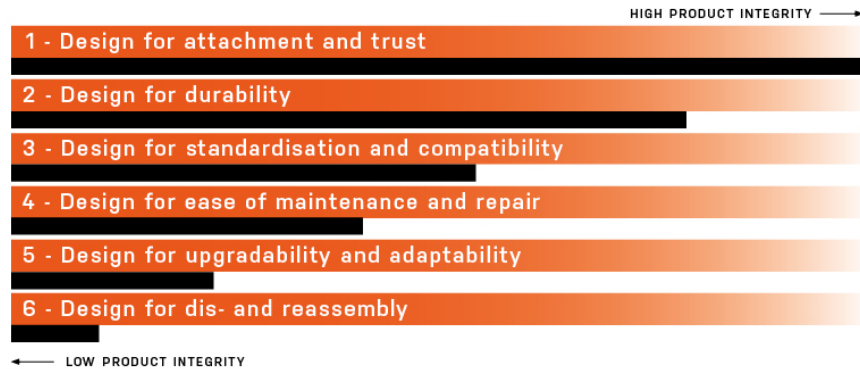 HIGH PRODUCT INTEGRITY
1 - Design for attachment and trust
2 - Design for durability
3 - Design for standardisation and compatibility
4 - Design for ease of maintenance and repair
5 - Design for upgradability and adaptability
6 - Design for dis- and reassembly
LOW PRODUCT INTEGRITY